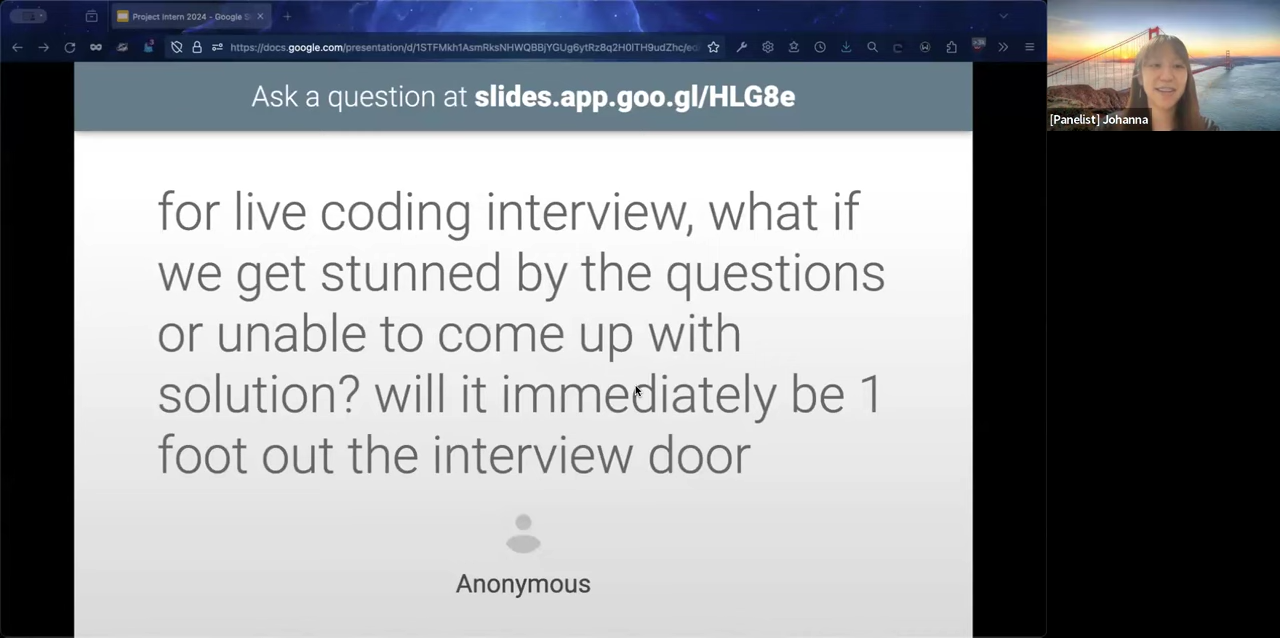 Project Intern 2024 - Google S
https://docs.google.com/presentation/d/1STFMkh1AsmRksNHWQBBjYGUg6ytRz8q2H0ITH9udZhc/ed
Ask a question at slides.app.goo.gl/HLG8e
[Panelist] Johanna
for live coding interview, what if
we get stunned by the questions
or unable to come up with
solution? will it immediately be 1
foot out the interview door
Anonymous